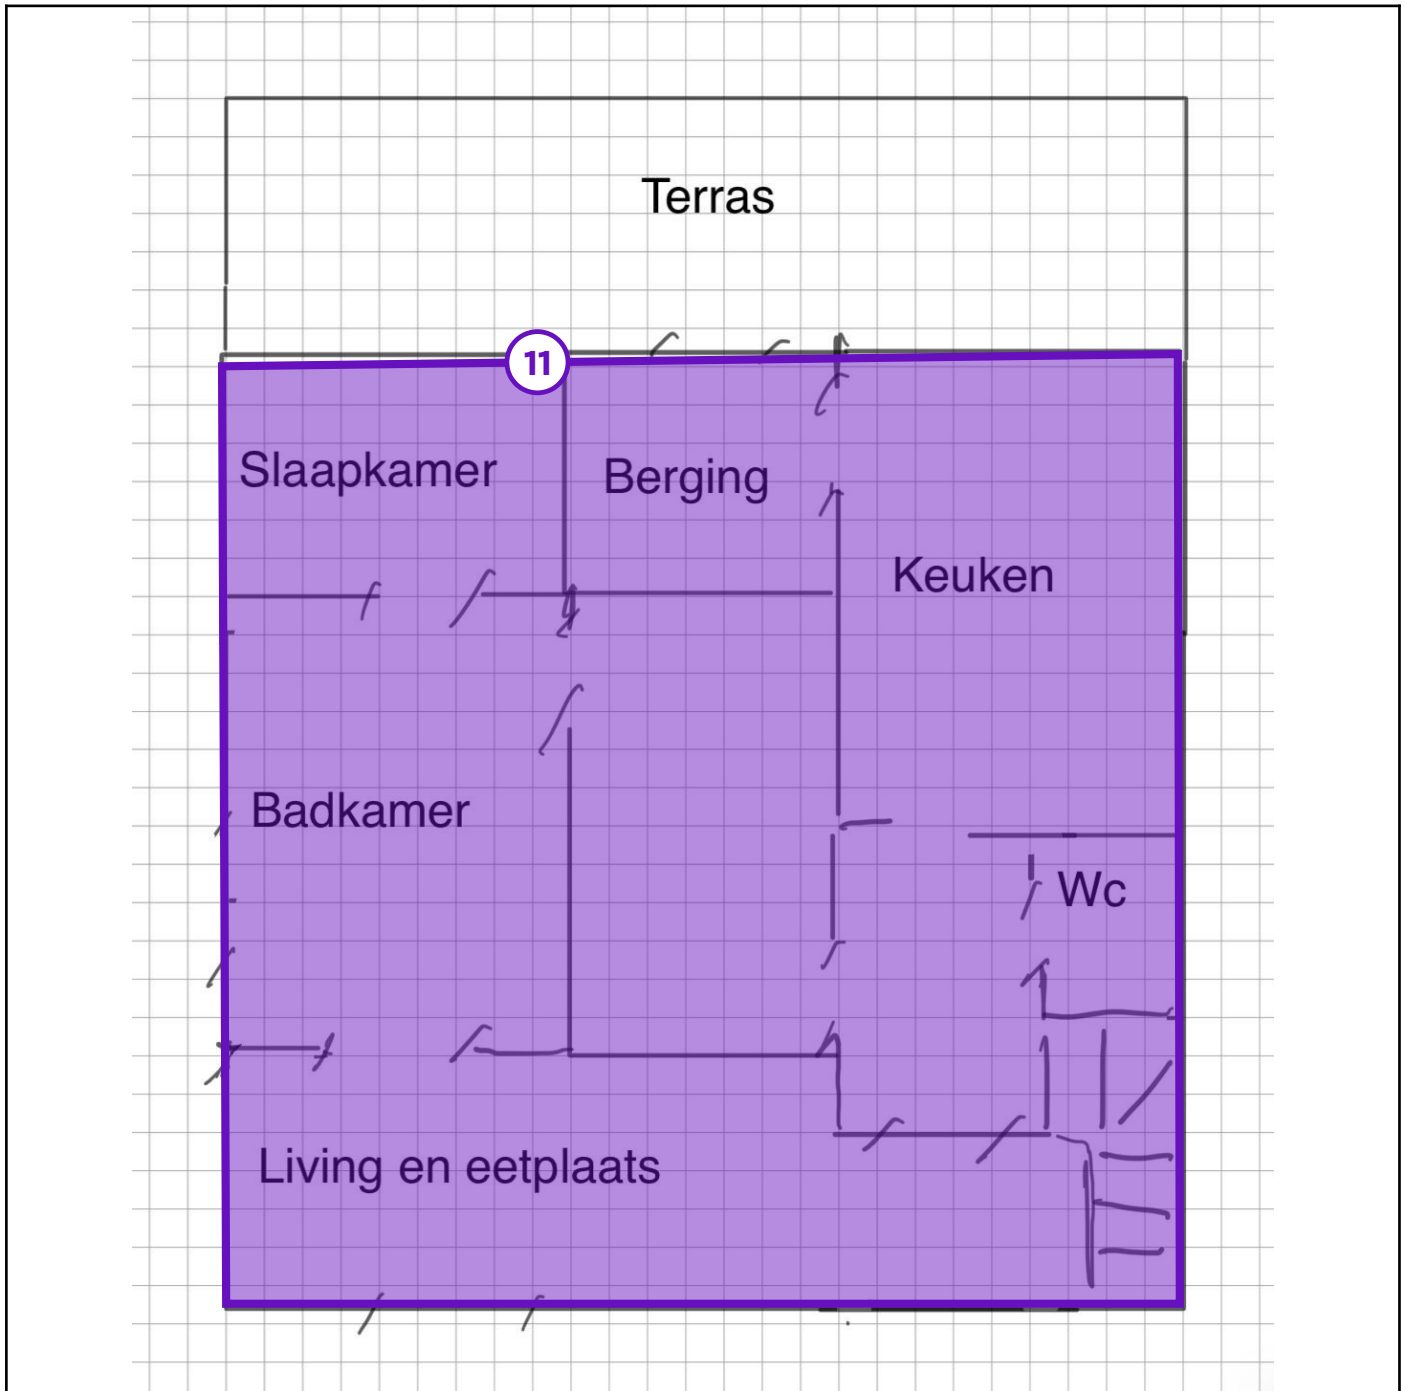 Terras
11
Slaapkamer
Berging
Keuken
Badkamer
Wc
Living en eetplaats